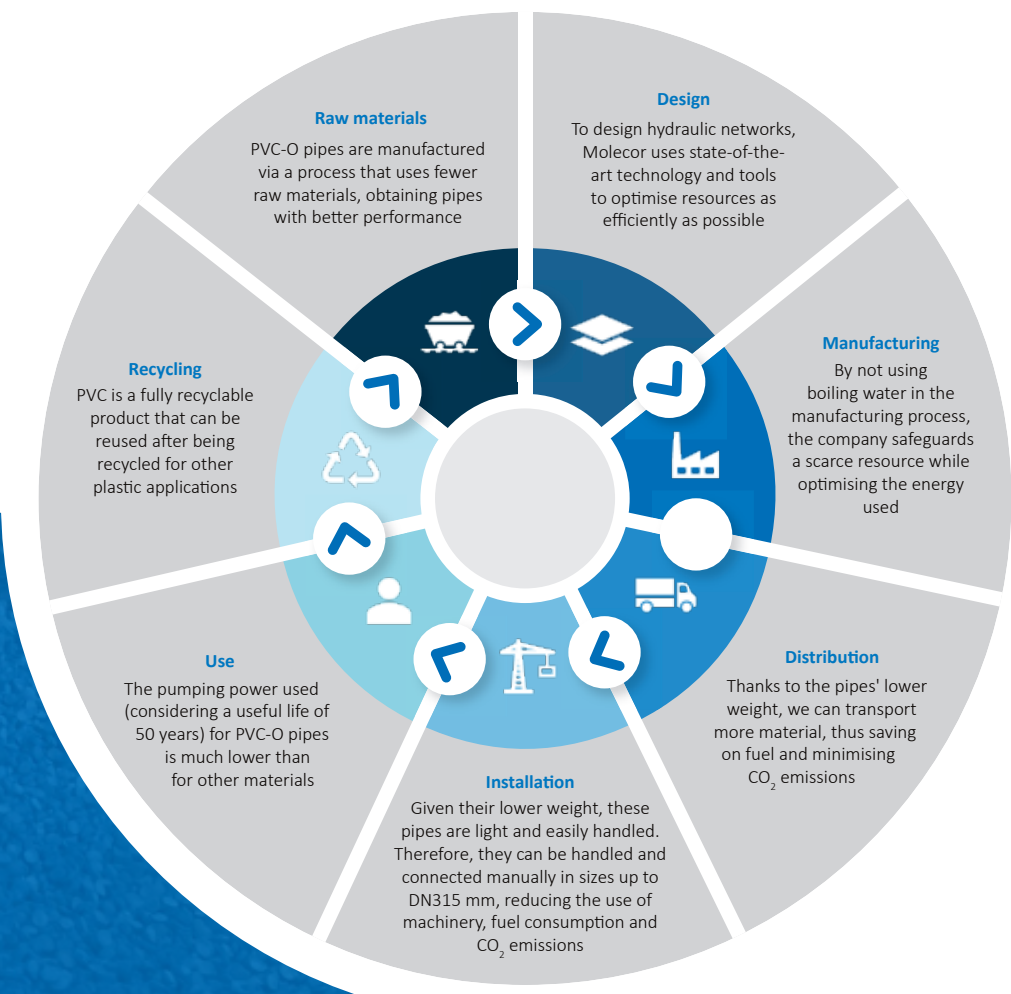 Raw materials
PVC-O pipes are manufactured
via a process that uses fewer
raw materials, obtaining pipes
with better performance
Design
To design hydraulic networks,
Molecor uses state-of-the-
art technology and tools
to optimise resources as
efficiently as possible
Manufacturing
By not using
boiling water in the
manufacturing process,
the company safeguards
a scarce resource while
optimising the energy
used
Distribution
Thanks to the pipes' lower
weight, we can transport
more material, thus saving
on fuel and minimising
CO₂ emissions
Installation
Given their lower weight, these
pipes are light and easily handled.
Therefore, they can be handled and
connected manually in sizes up to
DN315 mm, reducing the use of
machinery, fuel consumption and
CO₂ emissions
Use
The pumping power used
(considering a useful life of
50 years) for PVC-O pipes
is much lower than
for other materials
Recycling
PVC is a fully recyclable
product that can be
reused after being
recycled for other
plastic applications